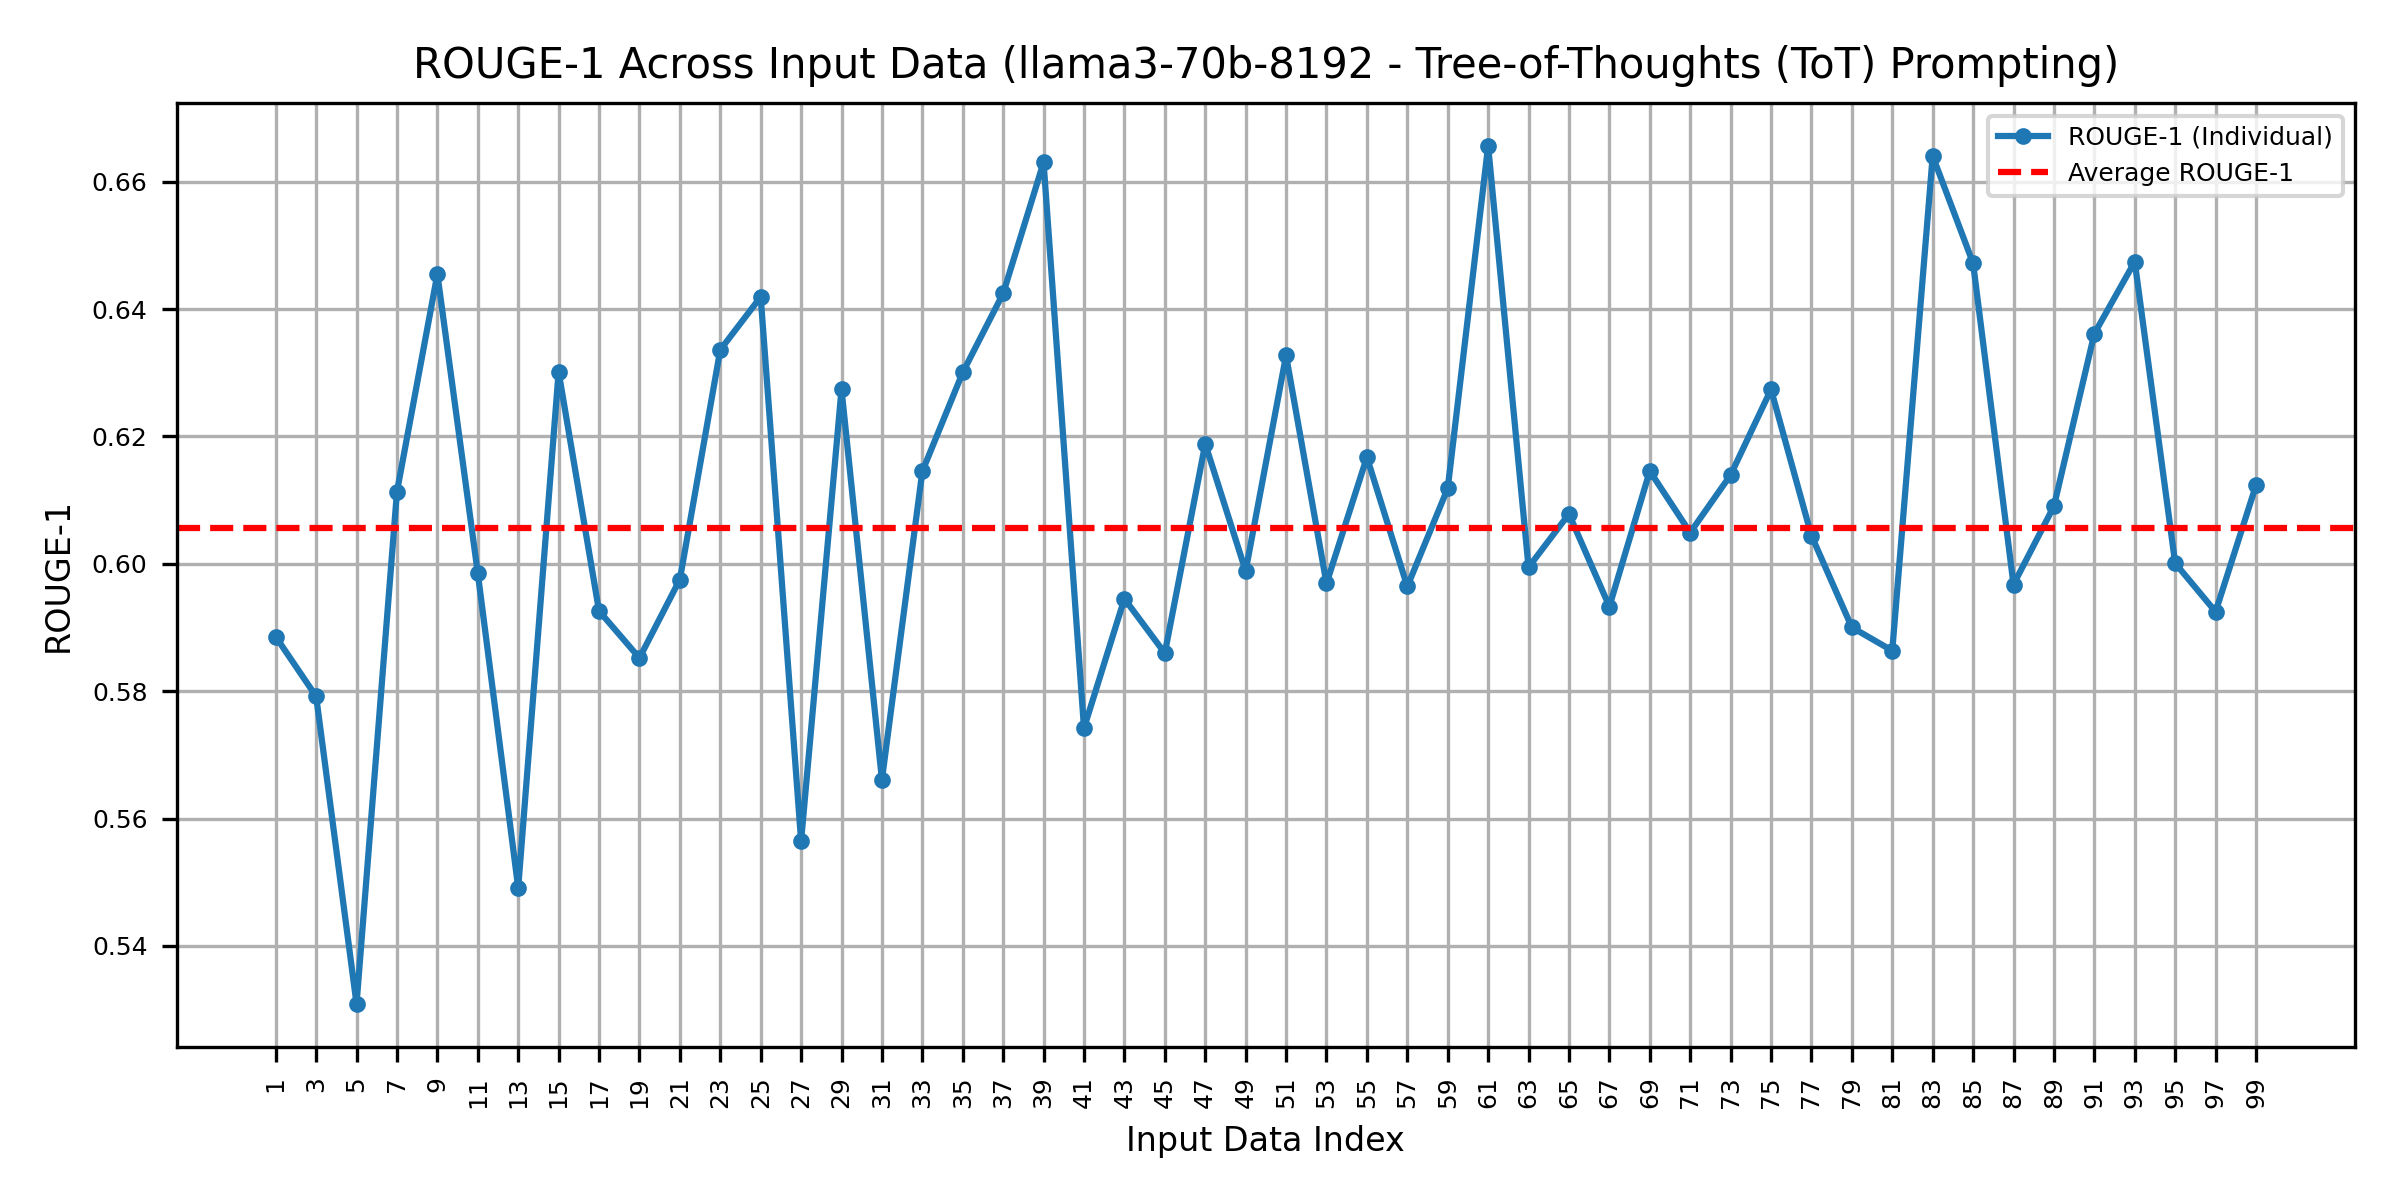 ROUGE-1 Across Input Data (llama3-70b-8192 - Tree-of-Thoughts (ToT) Prompting)
ROUGE-1 (Individual)
Average ROUGE-1
ROUGE-1
0.66
0.64
0.62
0.60
0.58
0.56
0.54
1 3 5 7 9 11 13 15 17 19 21 23 25 27 29 31 33 35 37 39 41 43 45 47 49 51 53 55 57 59 61 63 65 67 69 71 73 75 77 79 81 83 85 87 89 91 93 95 97 99
Input Data Index